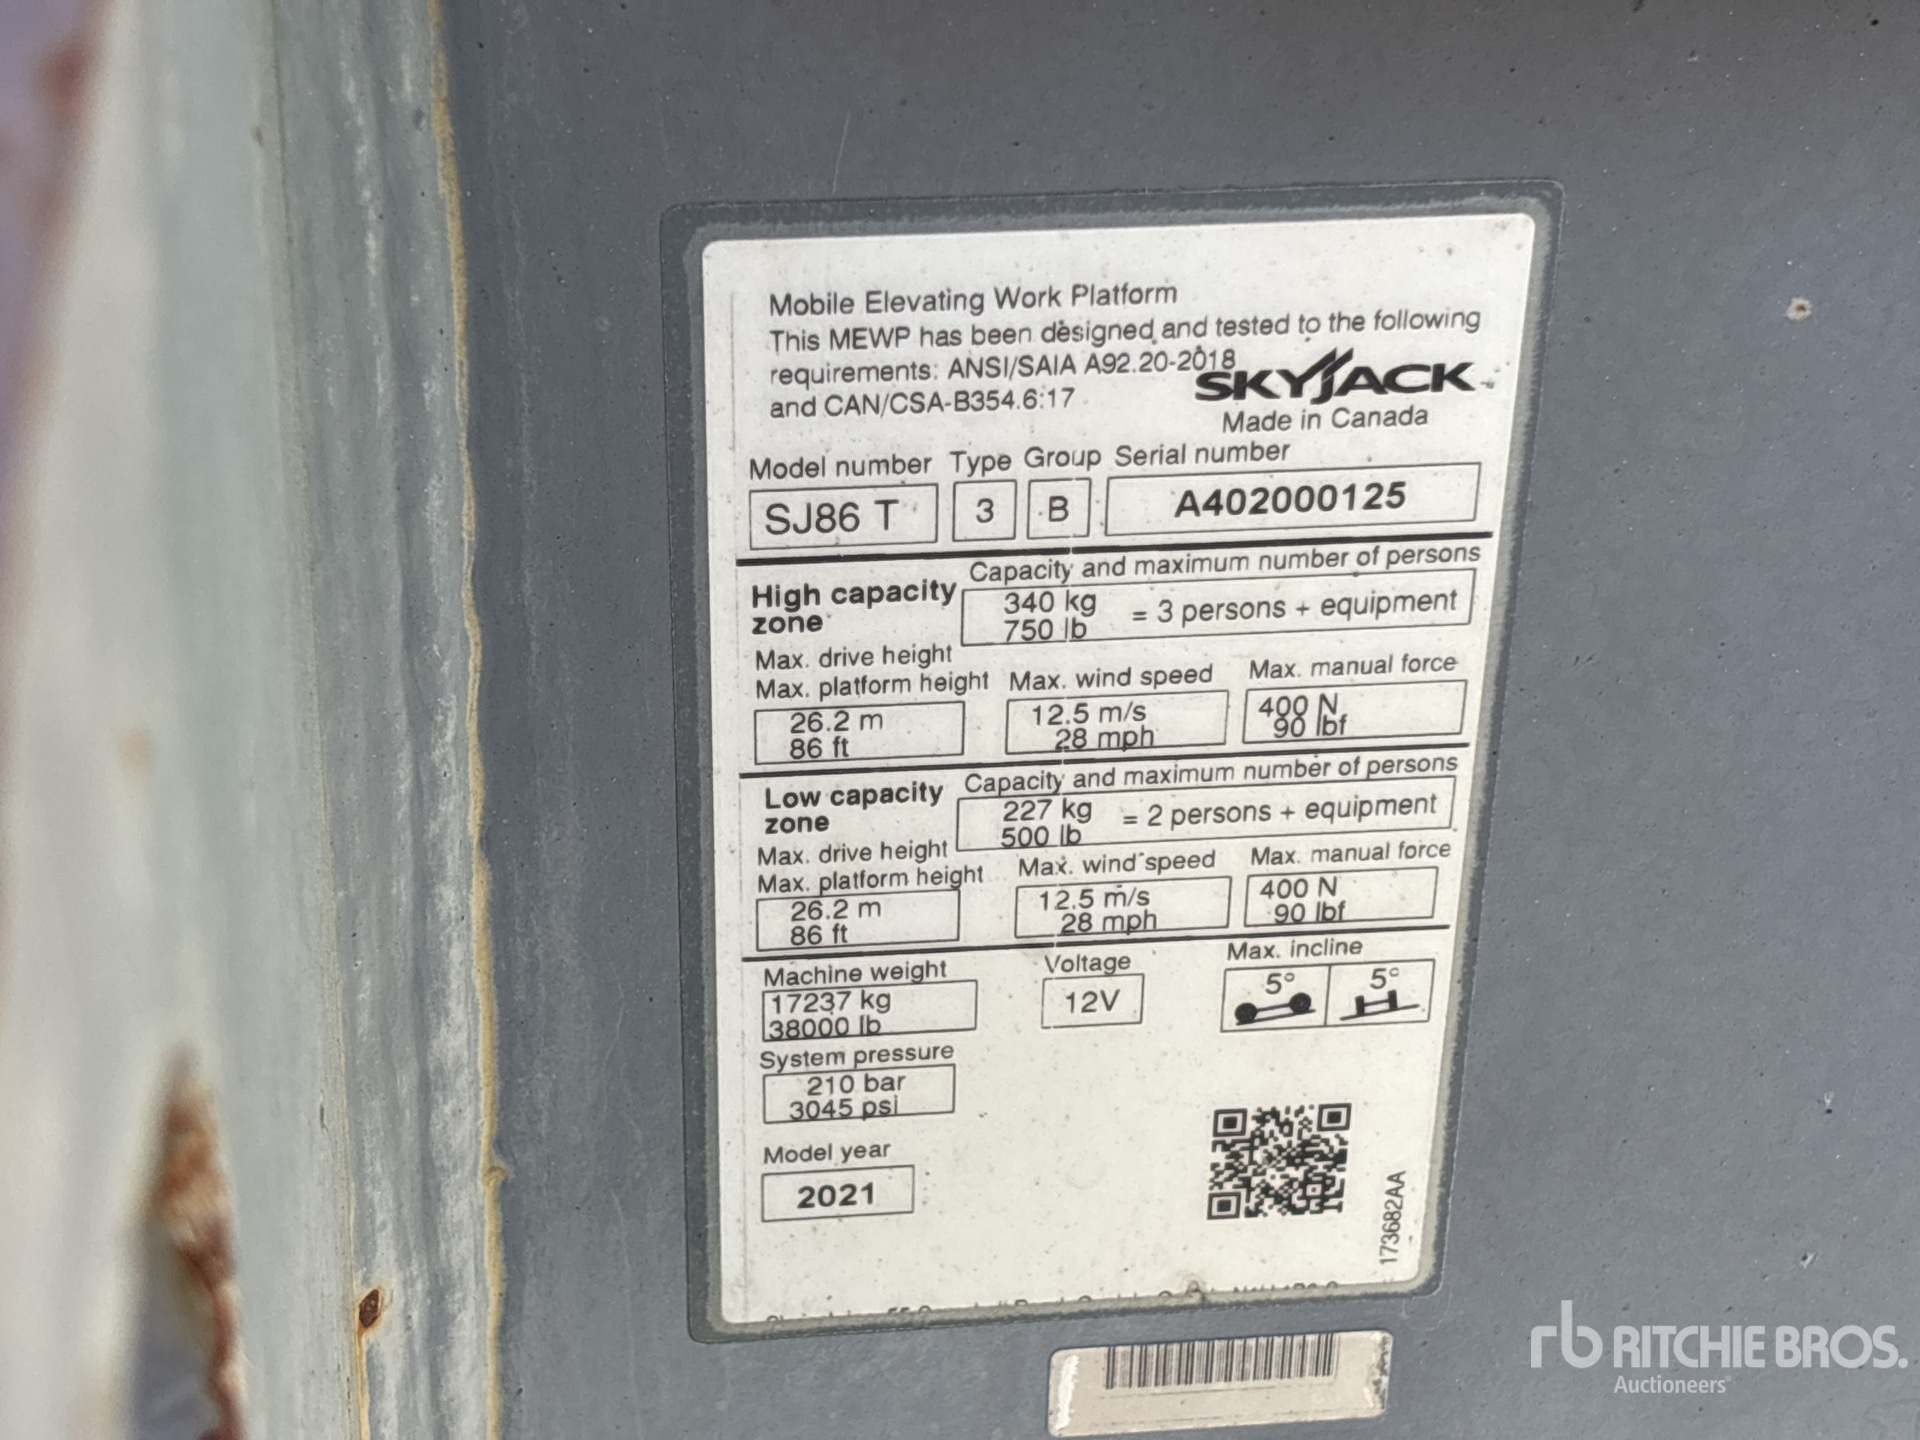 Mobile Elevating Work Platform
This MEWP has been designed and tested to the following
requirements: ANSI/SAIA A92.20-2018
and CAN/CSA-B354.6:17
SKYJACK
Made in Canada
Model number Type Group Serial number
SJ86 T 3 B A402000125
High capacity zone
Capacity and maximum number of persons
340 kg
750 lb
= 3 persons + equipment
Max. drive height
Max. platform height Max. wind speed Max. manual force
26.2 m 12.5 m/s 400 N
86 ft 28 mph 90 lbf
Low capacity zone
Capacity and maximum number of persons
227 kg
500 lb
= 2 persons + equipment
Max. drive height
Max. platform height Max. wind speed Max. manual force
26.2 m 12.5 m/s 400 N
86 ft 28 mph 90 lbf
Machine weight Voltage Max. incline
17237 kg 12V 5° 5°
38000 lb
System pressure
210 bar
3045 psi
Model year
2021
173682AA
rb RITCHIE BROS.
Auctioneers